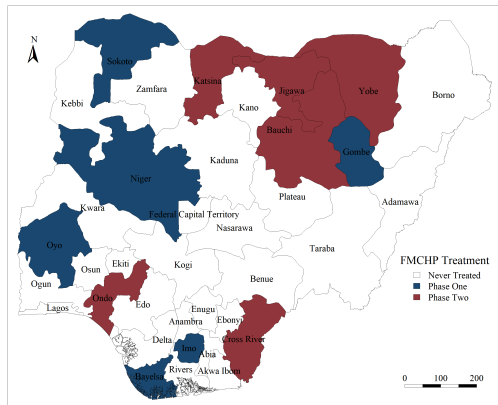 N
Sokoto
Katsina
Zamfara
Kebbi
Jigawa
Yobe
Borno
Kano
Bauchi
Gombe
Kaduna
Niger
Plateau
Adamawa
Kwara
Federal Capital Territory
Nasarawa
Oyo
Taraba
Osun
Ekiti
Kogi
Ogun
Benue
Lagos
Ondo
Edo
Enugu
Ebonyi
Anambra
Delta
Cross River
Imo
Abia
Rivers
Akwa Ibom
Bayelsa
FMCHP Treatment
Never Treated
Phase One
Phase Two
0 100 200